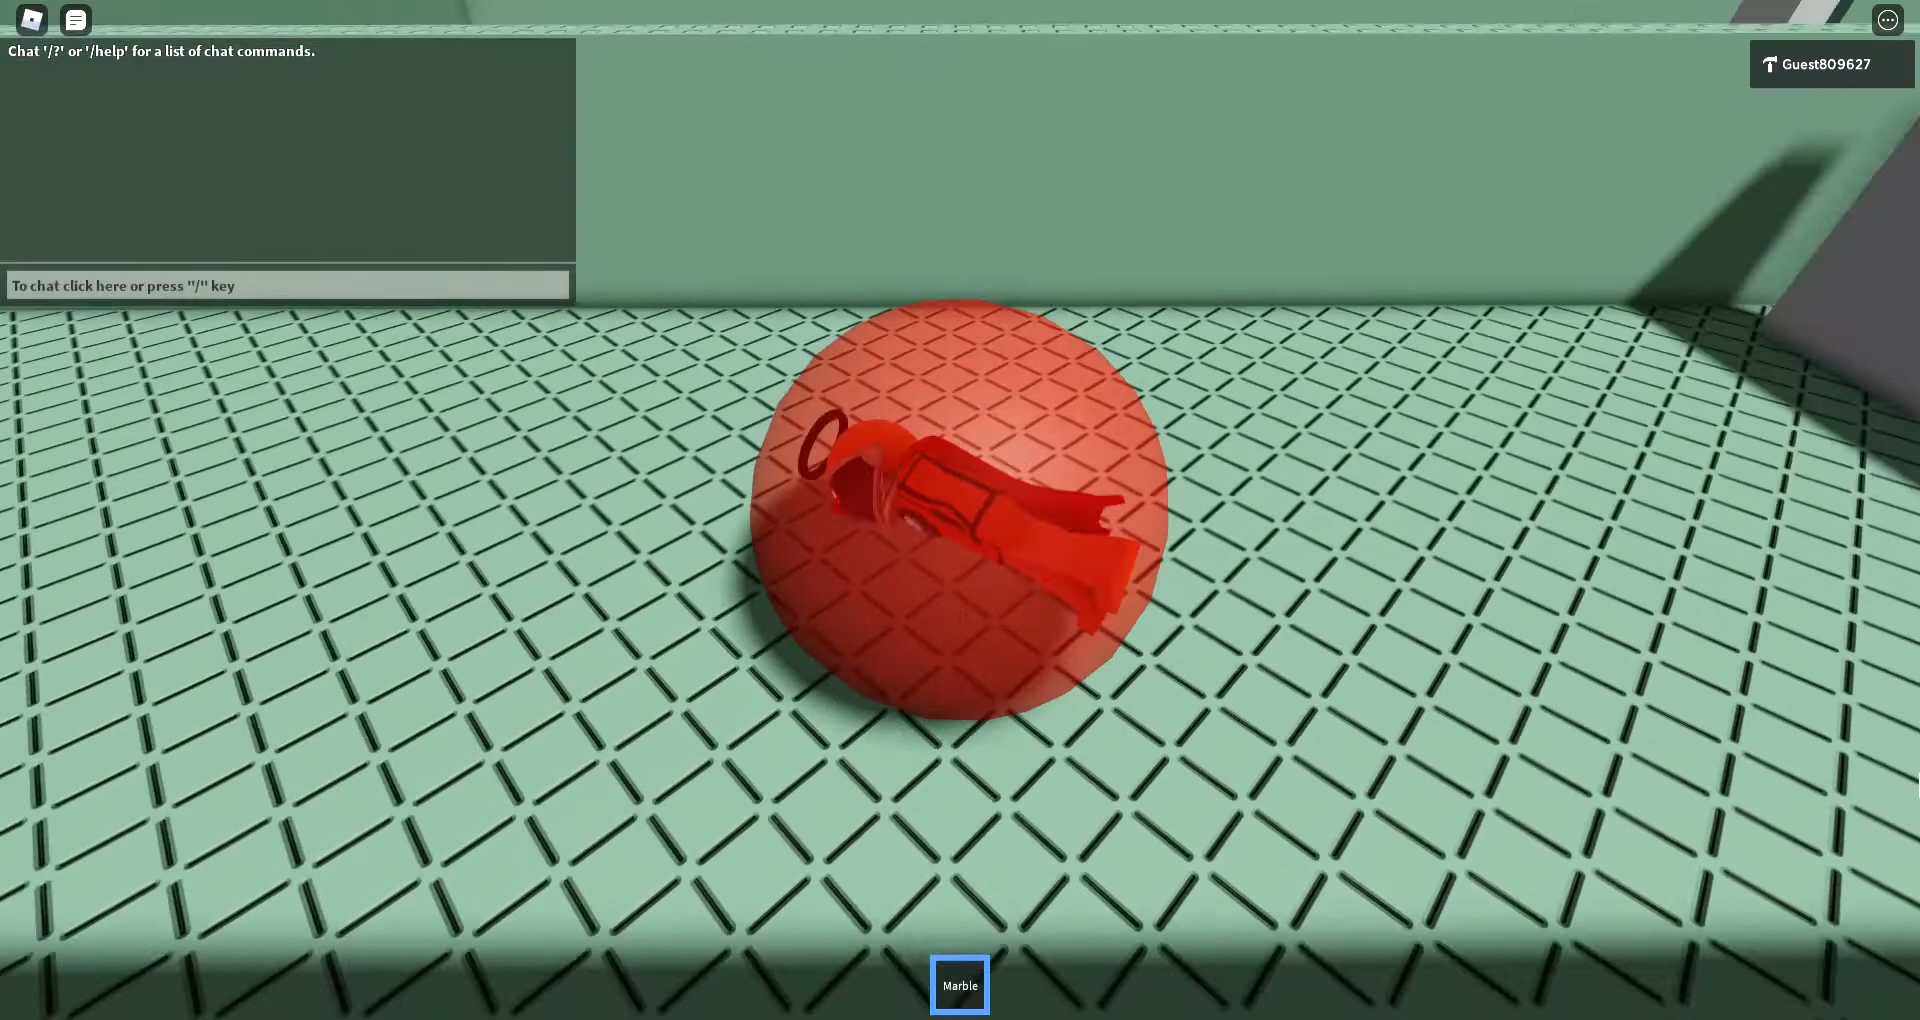 Chat '/?' or '/help' for a list of chat commands.
Guest809627
To chat click here or press "/" key
Marble